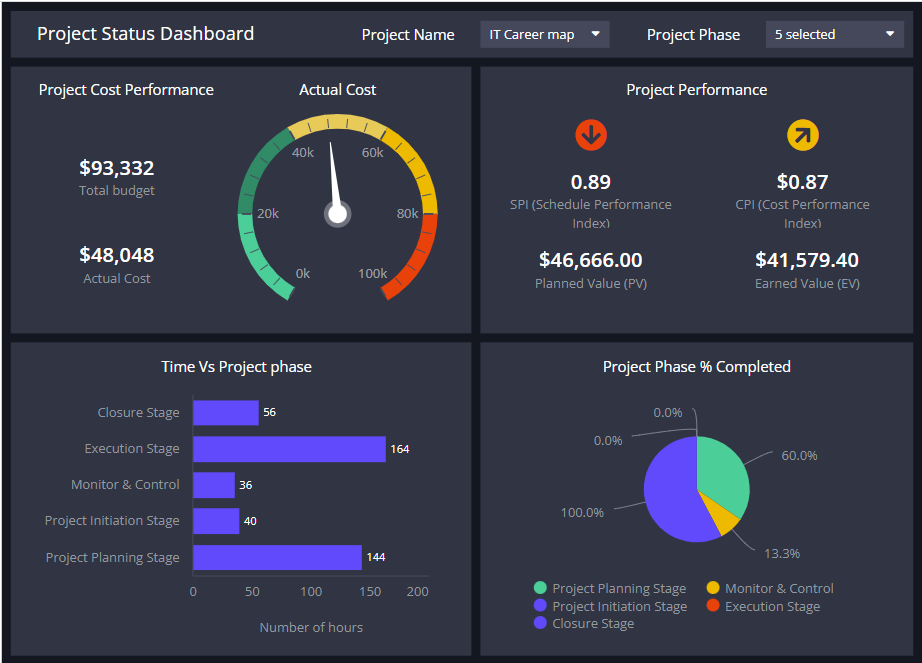 Project Status Dashboard
Project Name
IT Career map
Project Phase
5 selected
Project Cost Performance
Actual Cost
$93,332
Total budget
$48,048
Actual Cost
0k
20k
40k
60k
80k
100k
Project Performance
0.89
SPI (Schedule Performance
Index)
$0.87
CPI (Cost Performance
Index)
$46,666.00
Planned Value (PV)
$41,579.40
Earned Value (EV)
Time Vs Project phase
Closure Stage
56
Execution Stage
164
Monitor & Control
36
Project Initiation Stage
40
Project Planning Stage
144
0
50
100
150
200
Number of hours
Project Phase % Completed
0.0%
0.0%
60.0%
100.0%
13.3%
Project Planning Stage
Monitor & Control
Project Initiation Stage
Execution Stage
Closure Stage